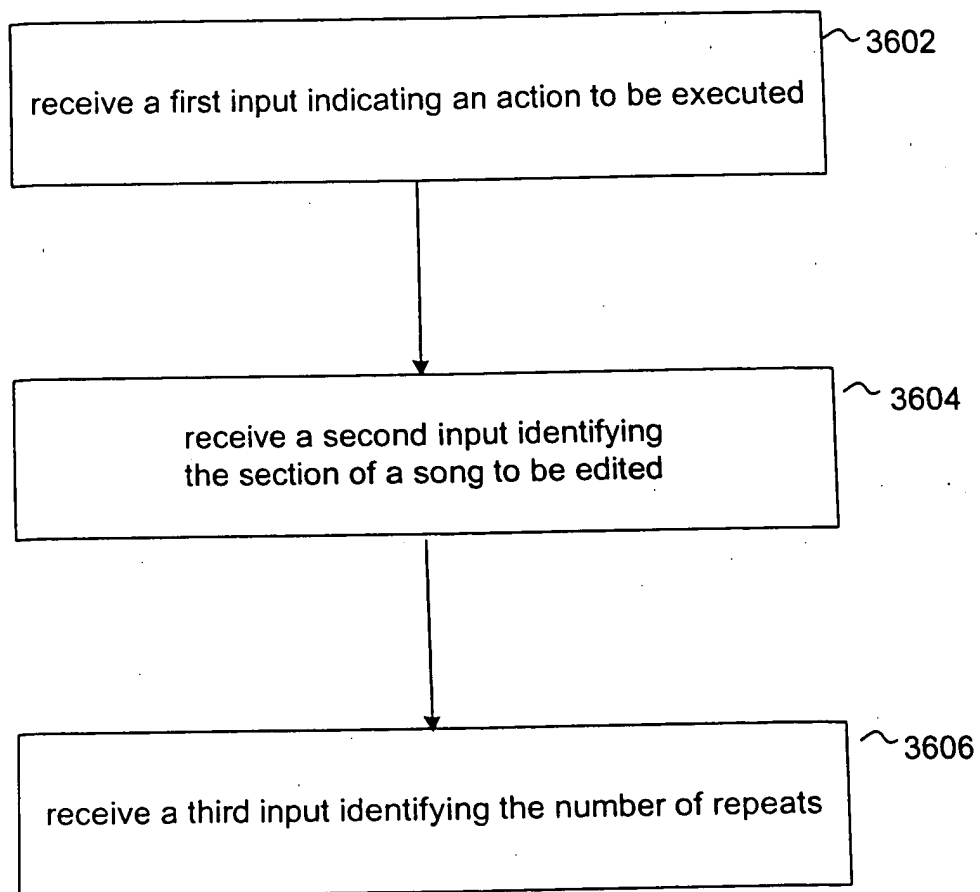 3602
receive a first input indicating an action to be executed
3604
receive a second input identifying
the section of a song to be edited
3606
receive a third input identifying the number of repeats